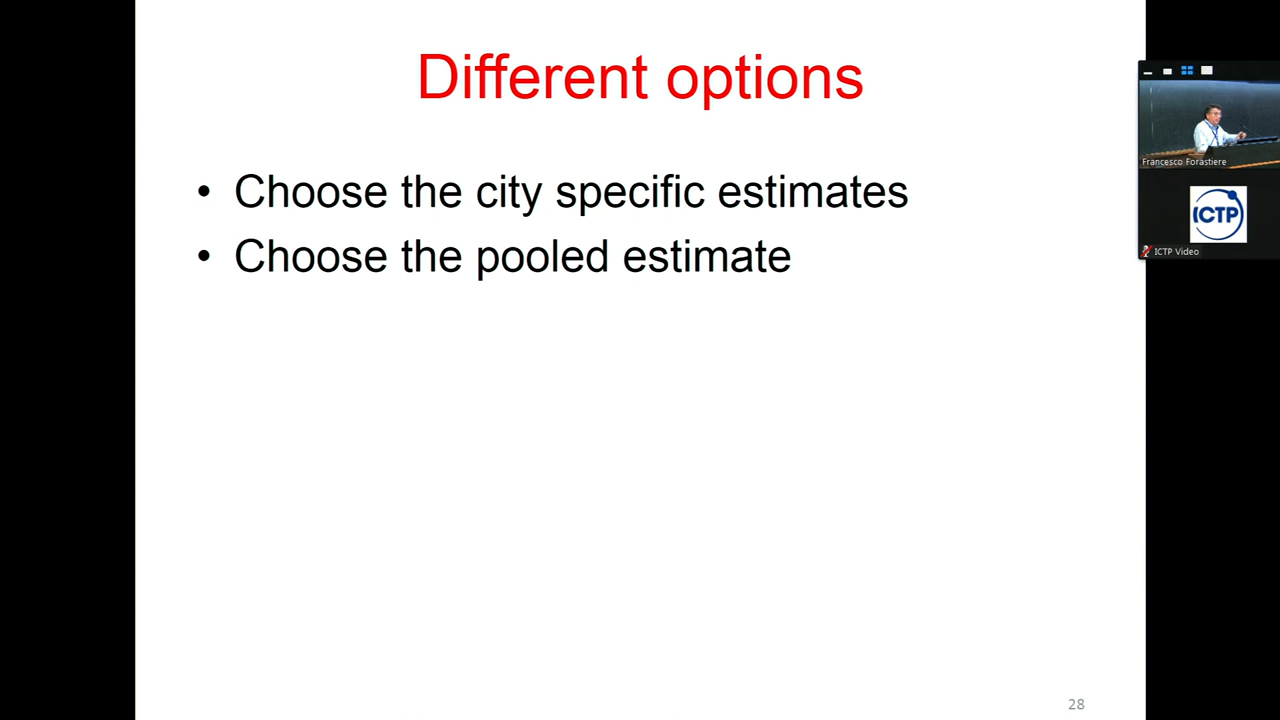 Different options
• Choose the city specific estimates
• Choose the pooled estimate
28
Francesco Forastiere
ICTP
ICTP Video